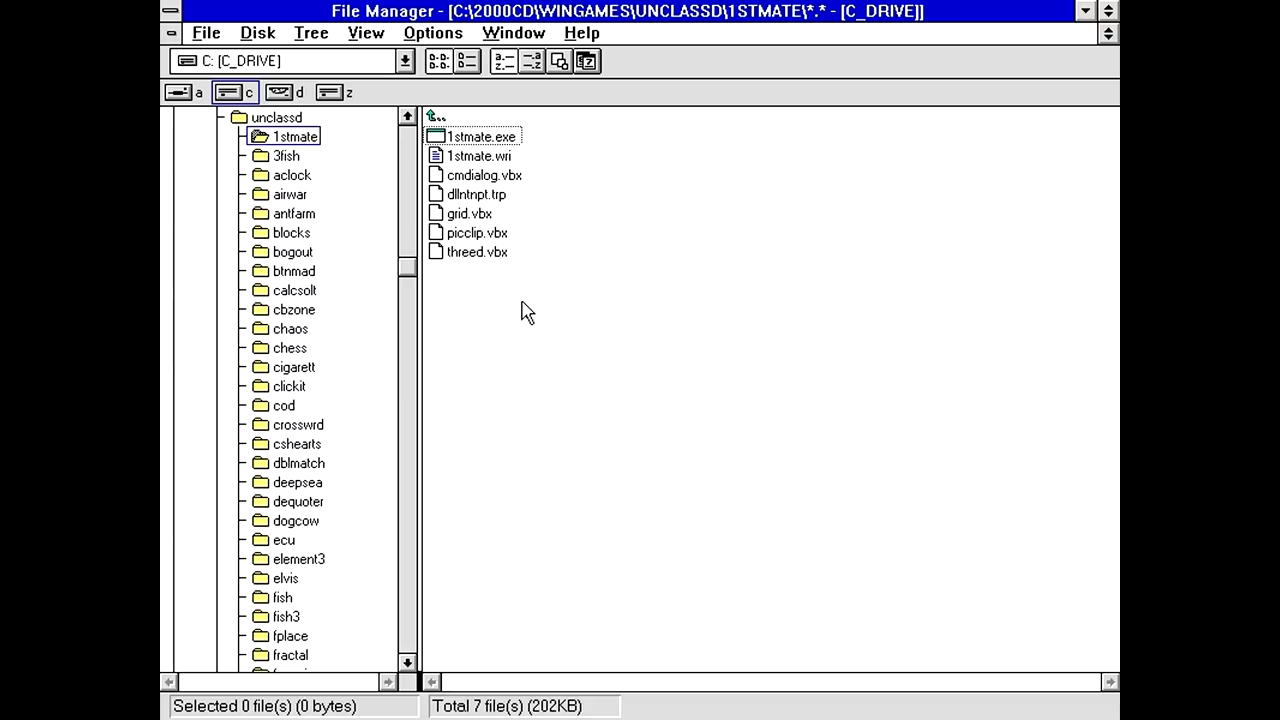 File Manager - [C:\2000CD\WINGAMES\UNCLASSD\1STMATE\*.* - [C_DRIVE]]
File Disk Tree View Options Window Help
C: [C_DRIVE]
a c d z
unclassd
1stmate
3fish
aclock
airwar
antfarm
blocks
bogout
btnmad
calcsolt
cbzone
chaos
chess
cigarett
clickit
cod
crosswrd
cshearts
dblmatch
deepsea
dequoter
dogcow
ecu
element3
elvis
fish
fish3
fplace
fractal
..
1stmate.exe
1stmate.wri
cmdialog.vbx
dllntnpt.trp
grid.vbx
picclip.vbx
threed.vbx
Selected 0 file(s) (0 bytes)
Total 7 file(s) (202KB)